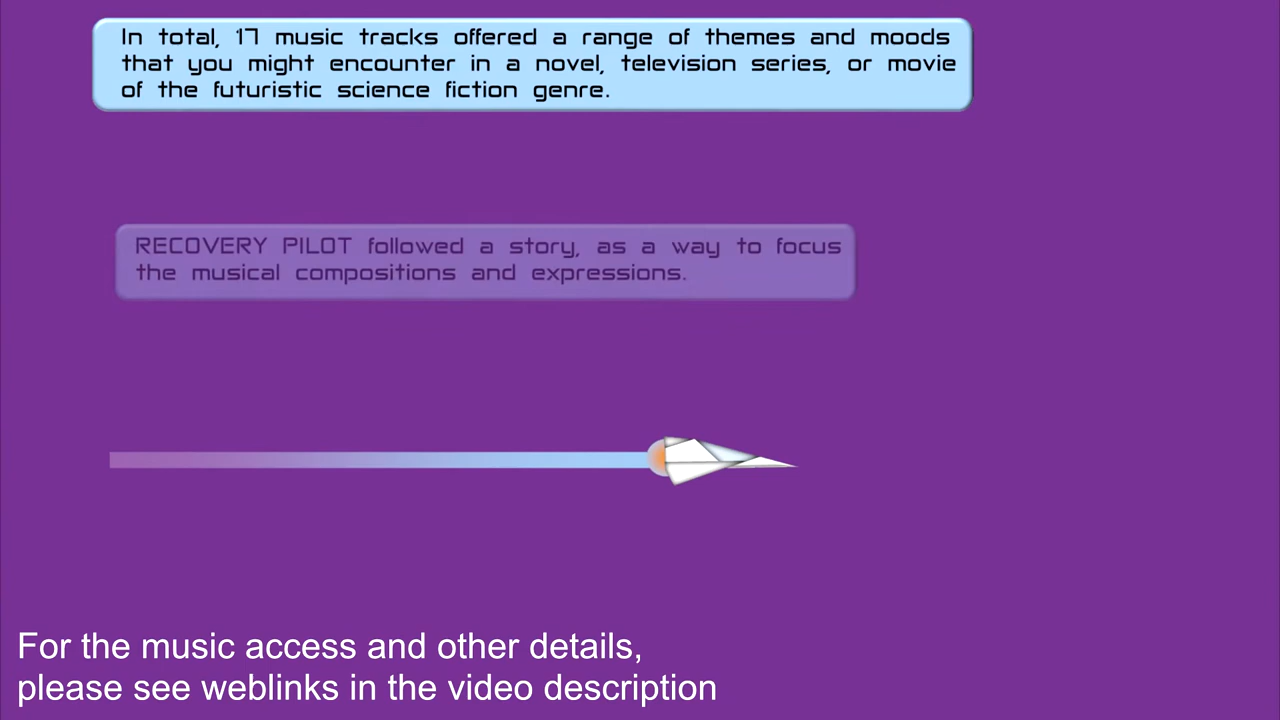 In total, 17 music tracks offered a range of themes and moods
that you might encounter in a novel, television series, or movie
of the futuristic science fiction genre.
RECOVERY PILOT followed a story, as a way to focus
the musical compositions and expressions.
For the music access and other details,
please see weblinks in the video description